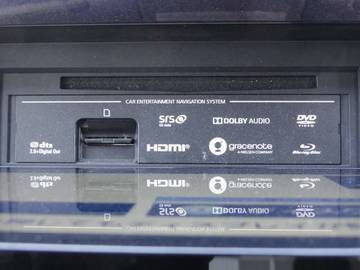 CAR ENTERTAINMENT NAVIGATION SYSTEM
SRS DOLBY AUDIO DVD
VIDEO
dts HDMI gracenote Blu-ray Disc
2.0+Digital Out A NIELSEN COMPANY